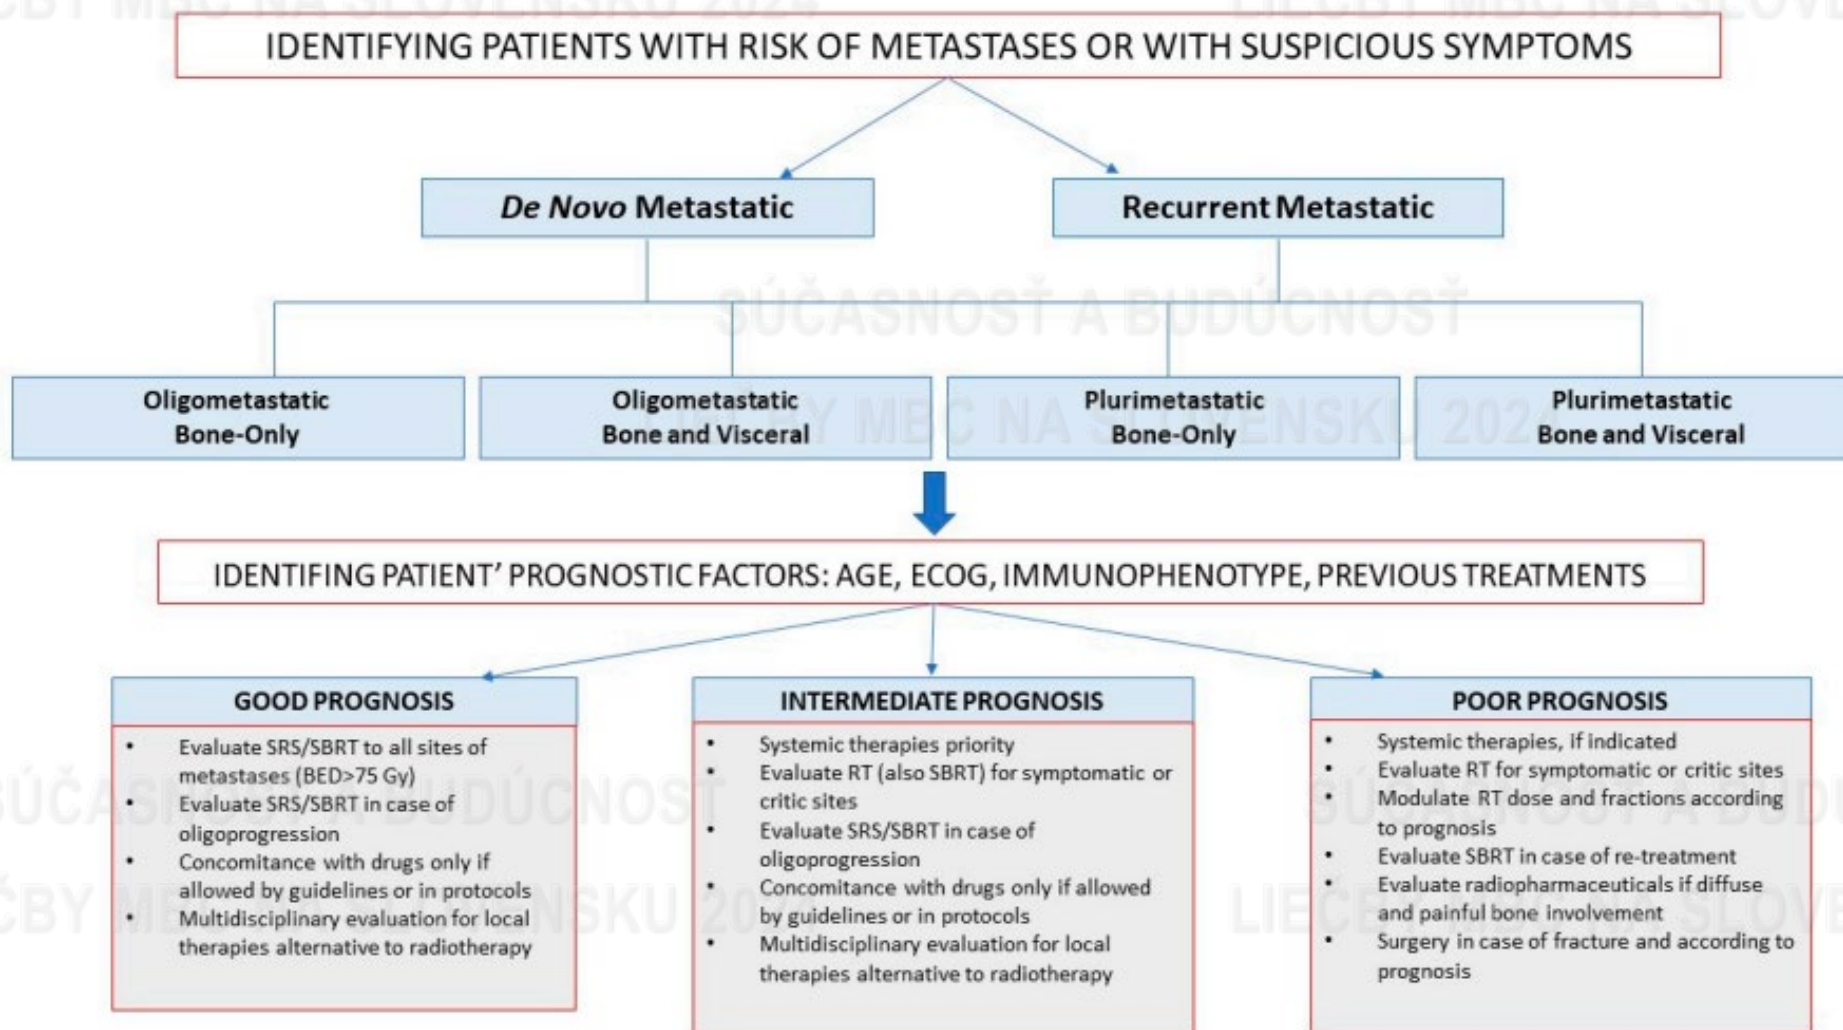 IDENTIFYING PATIENTS WITH RISK OF METASTASES OR WITH SUSPICIOUS SYMPTOMS
De Novo Metastatic
Recurrent Metastatic
SÚČASNOSŤ A BUDÚCNOSŤ
Oligometastatic
Bone-Only
Oligometastatic
Bone and Visceral
Plurimetastatic
Bone-Only
Plurimetastatic
Bone and Visceral
LIEČBY MBC NA SLOVENSKU 2024
IDENTIFING PATIENT’ PROGNOSTIC FACTORS: AGE, ECOG, IMMUNOPHENOTYPE, PREVIOUS TREATMENTS
GOOD PROGNOSIS
• Evaluate SRS/SBRT to all sites of
metastases (BED>75 Gy)
• Evaluate SRS/SBRT in case of
oligoprogression
• Concomitance with drugs only if
allowed by guidelines or in protocols
• Multidisciplinary evaluation for local
therapies alternative to radiotherapy
INTERMEDIATE PROGNOSIS
• Systemic therapies priority
• Evaluate RT (also SBRT) for symptomatic or
critic sites
• Evaluate SRS/SBRT in case of
oligoprogression
• Concomitance with drugs only if allowed
by guidelines or in protocols
• Multidisciplinary evaluation for local
therapies alternative to radiotherapy
POOR PROGNOSIS
• Systemic therapies, if indicated
• Evaluate RT for symptomatic or critic sites
• Modulate RT dose and fractions according
to prognosis
• Evaluate SBRT in case of re-treatment
• Evaluate radiopharmaceuticals if diffuse
and painful bone involvement
• Surgery in case of fracture and according to
prognosis